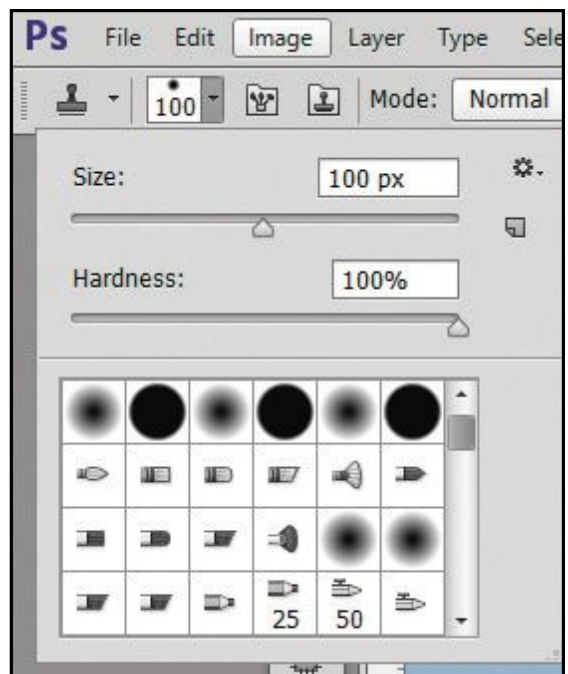 Ps File Edit Image Layer Type Sele
100 Mode: Normal
Size: 100 px
Hardness: 100%
25 50